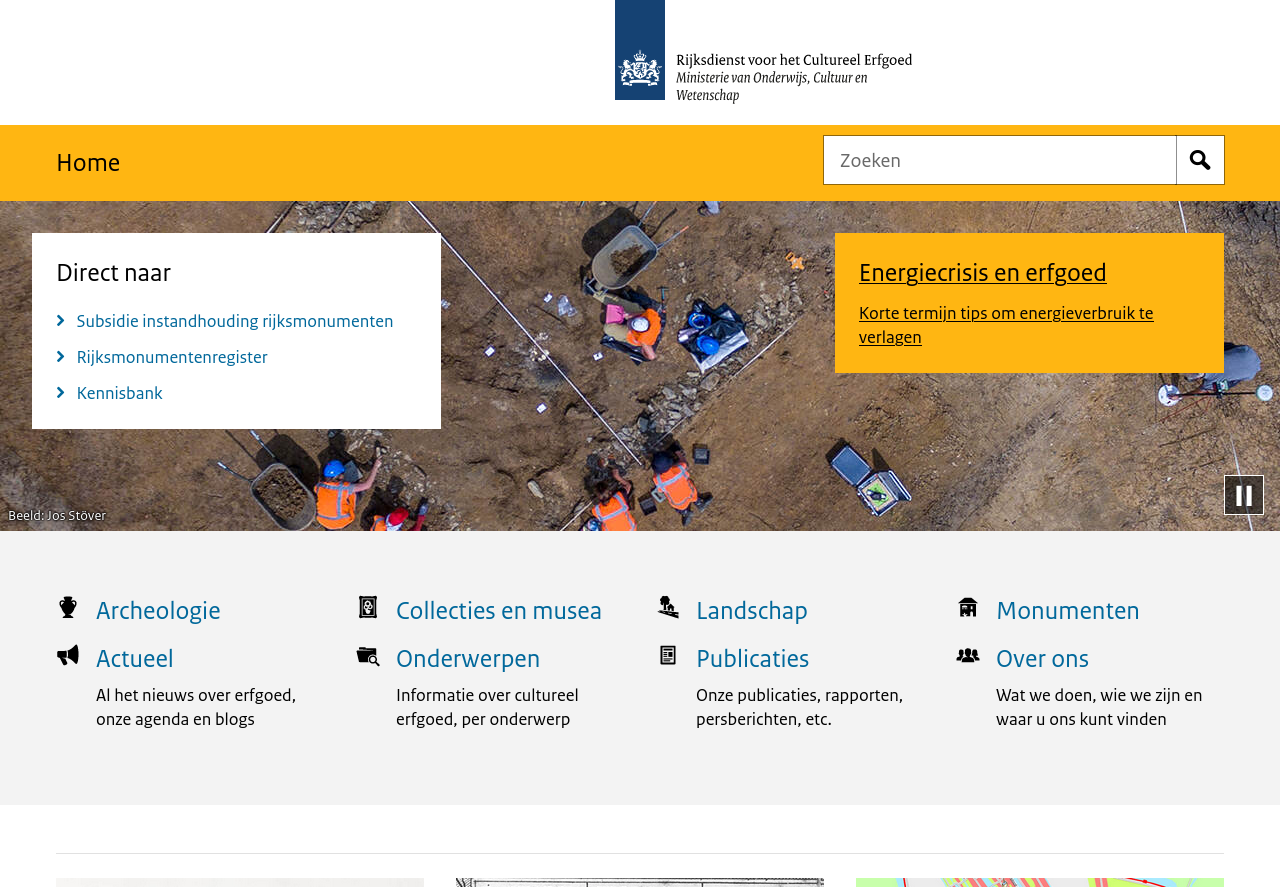 Rijksdienst voor het Cultureel Erfgoed
Ministerie van Onderwijs, Cultuur en
Wetenschap
Home
Zoeken
Direct naar
Subsidie instandhouding rijksmonumenten
Rijksmonumentenregister
Kennisbank
Energiecrisis en erfgoed
Korte termijn tips om energieverbruik te
verlagen
Beeld: Jos Stöver
Archeologie
Collecties en musea
Landschap
Monumenten
Actueel
Al het nieuws over erfgoed,
onze agenda en blogs
Onderwerpen
Informatie over cultureel
erfgoed, per onderwerp
Publicaties
Onze publicaties, rapporten,
persberichten, etc.
Over ons
Wat we doen, wie we zijn en
waar u ons kunt vinden